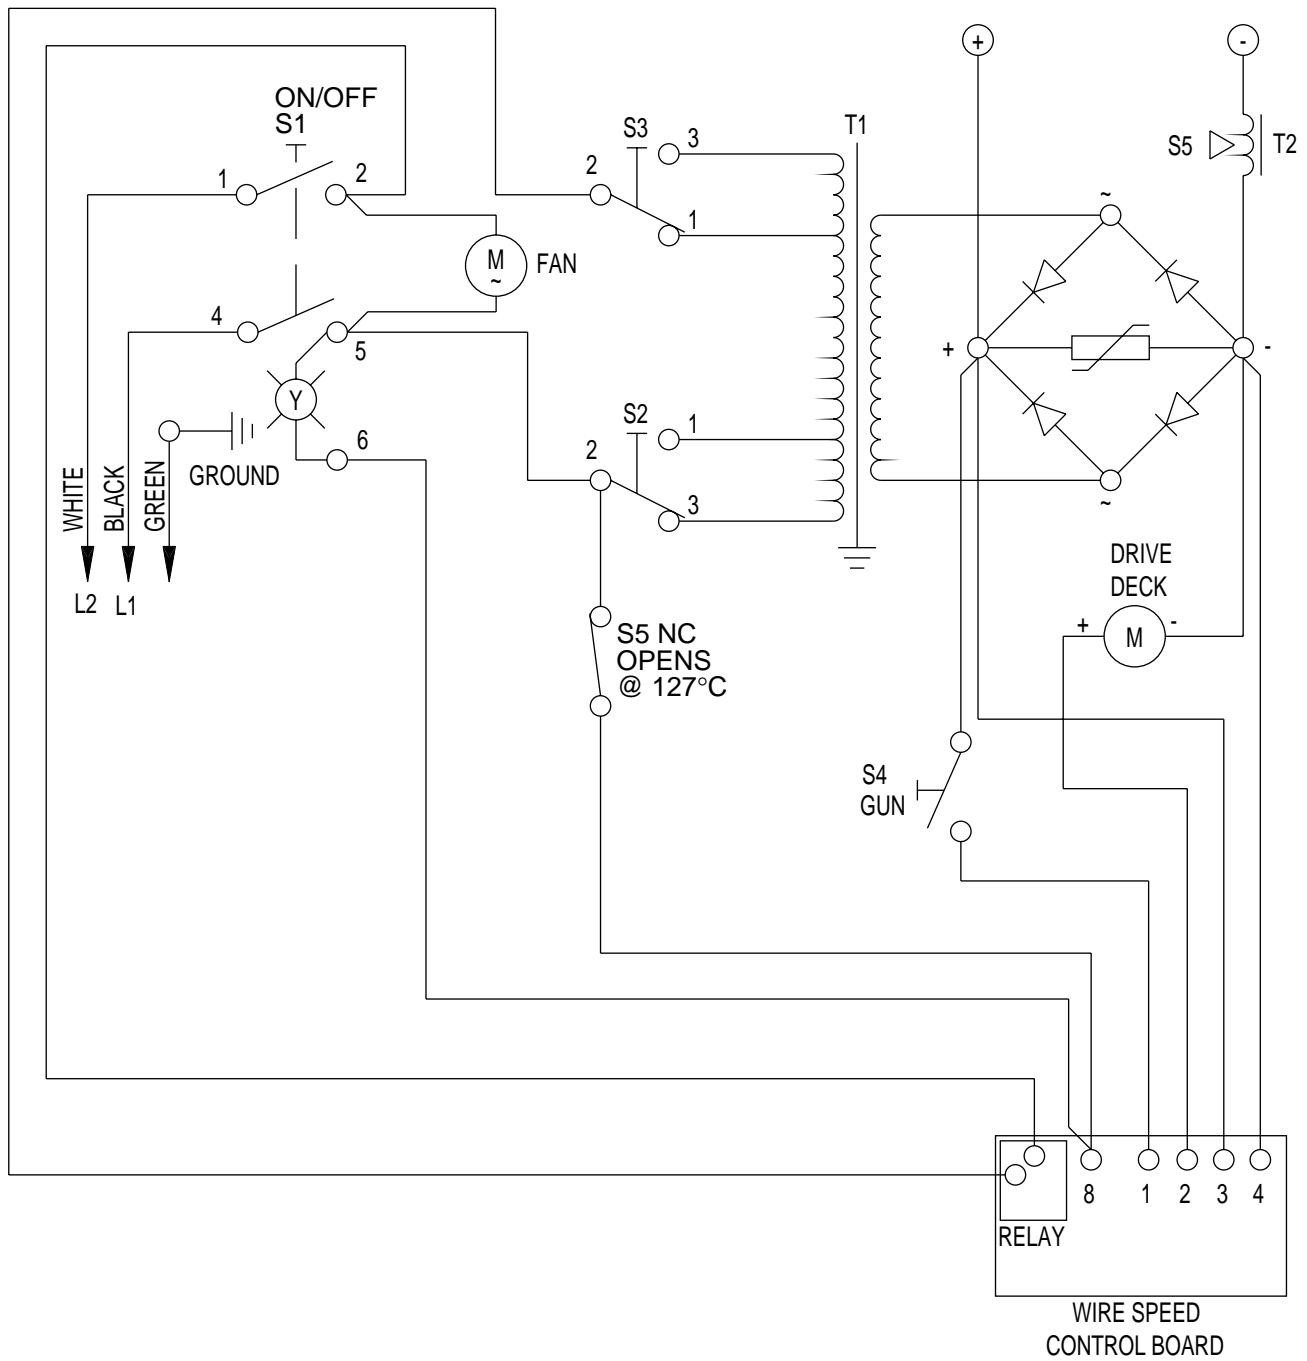 +
-
ON/OFF
S1
1
2
M
~
FAN
4
5
Y
6
GROUND
WHITE
BLACK
GREEN
L2
L1
S3
3
2
1
S2
1
2
3
T1
S5
T2
~
+
-
~
S5 NC
OPENS
@ 127°C
DRIVE
DECK
+
M
-
S4
GUN
8
1
2
3
4
RELAY
WIRE SPEED
CONTROL BOARD